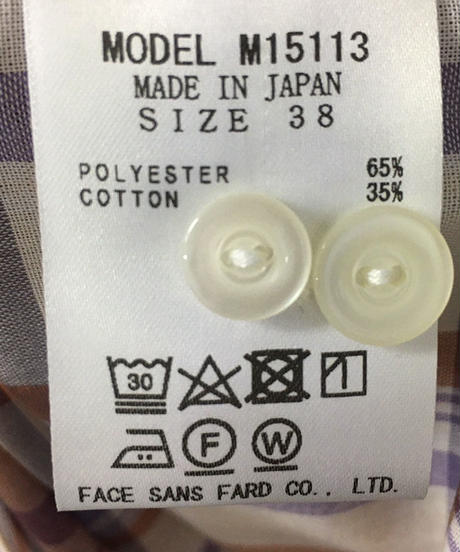 MODEL M15113
MADE IN JAPAN
SIZE 38
POLYESTER 65%
COTTON 35%
30
F W
FACE SANS FARD CO., LTD.